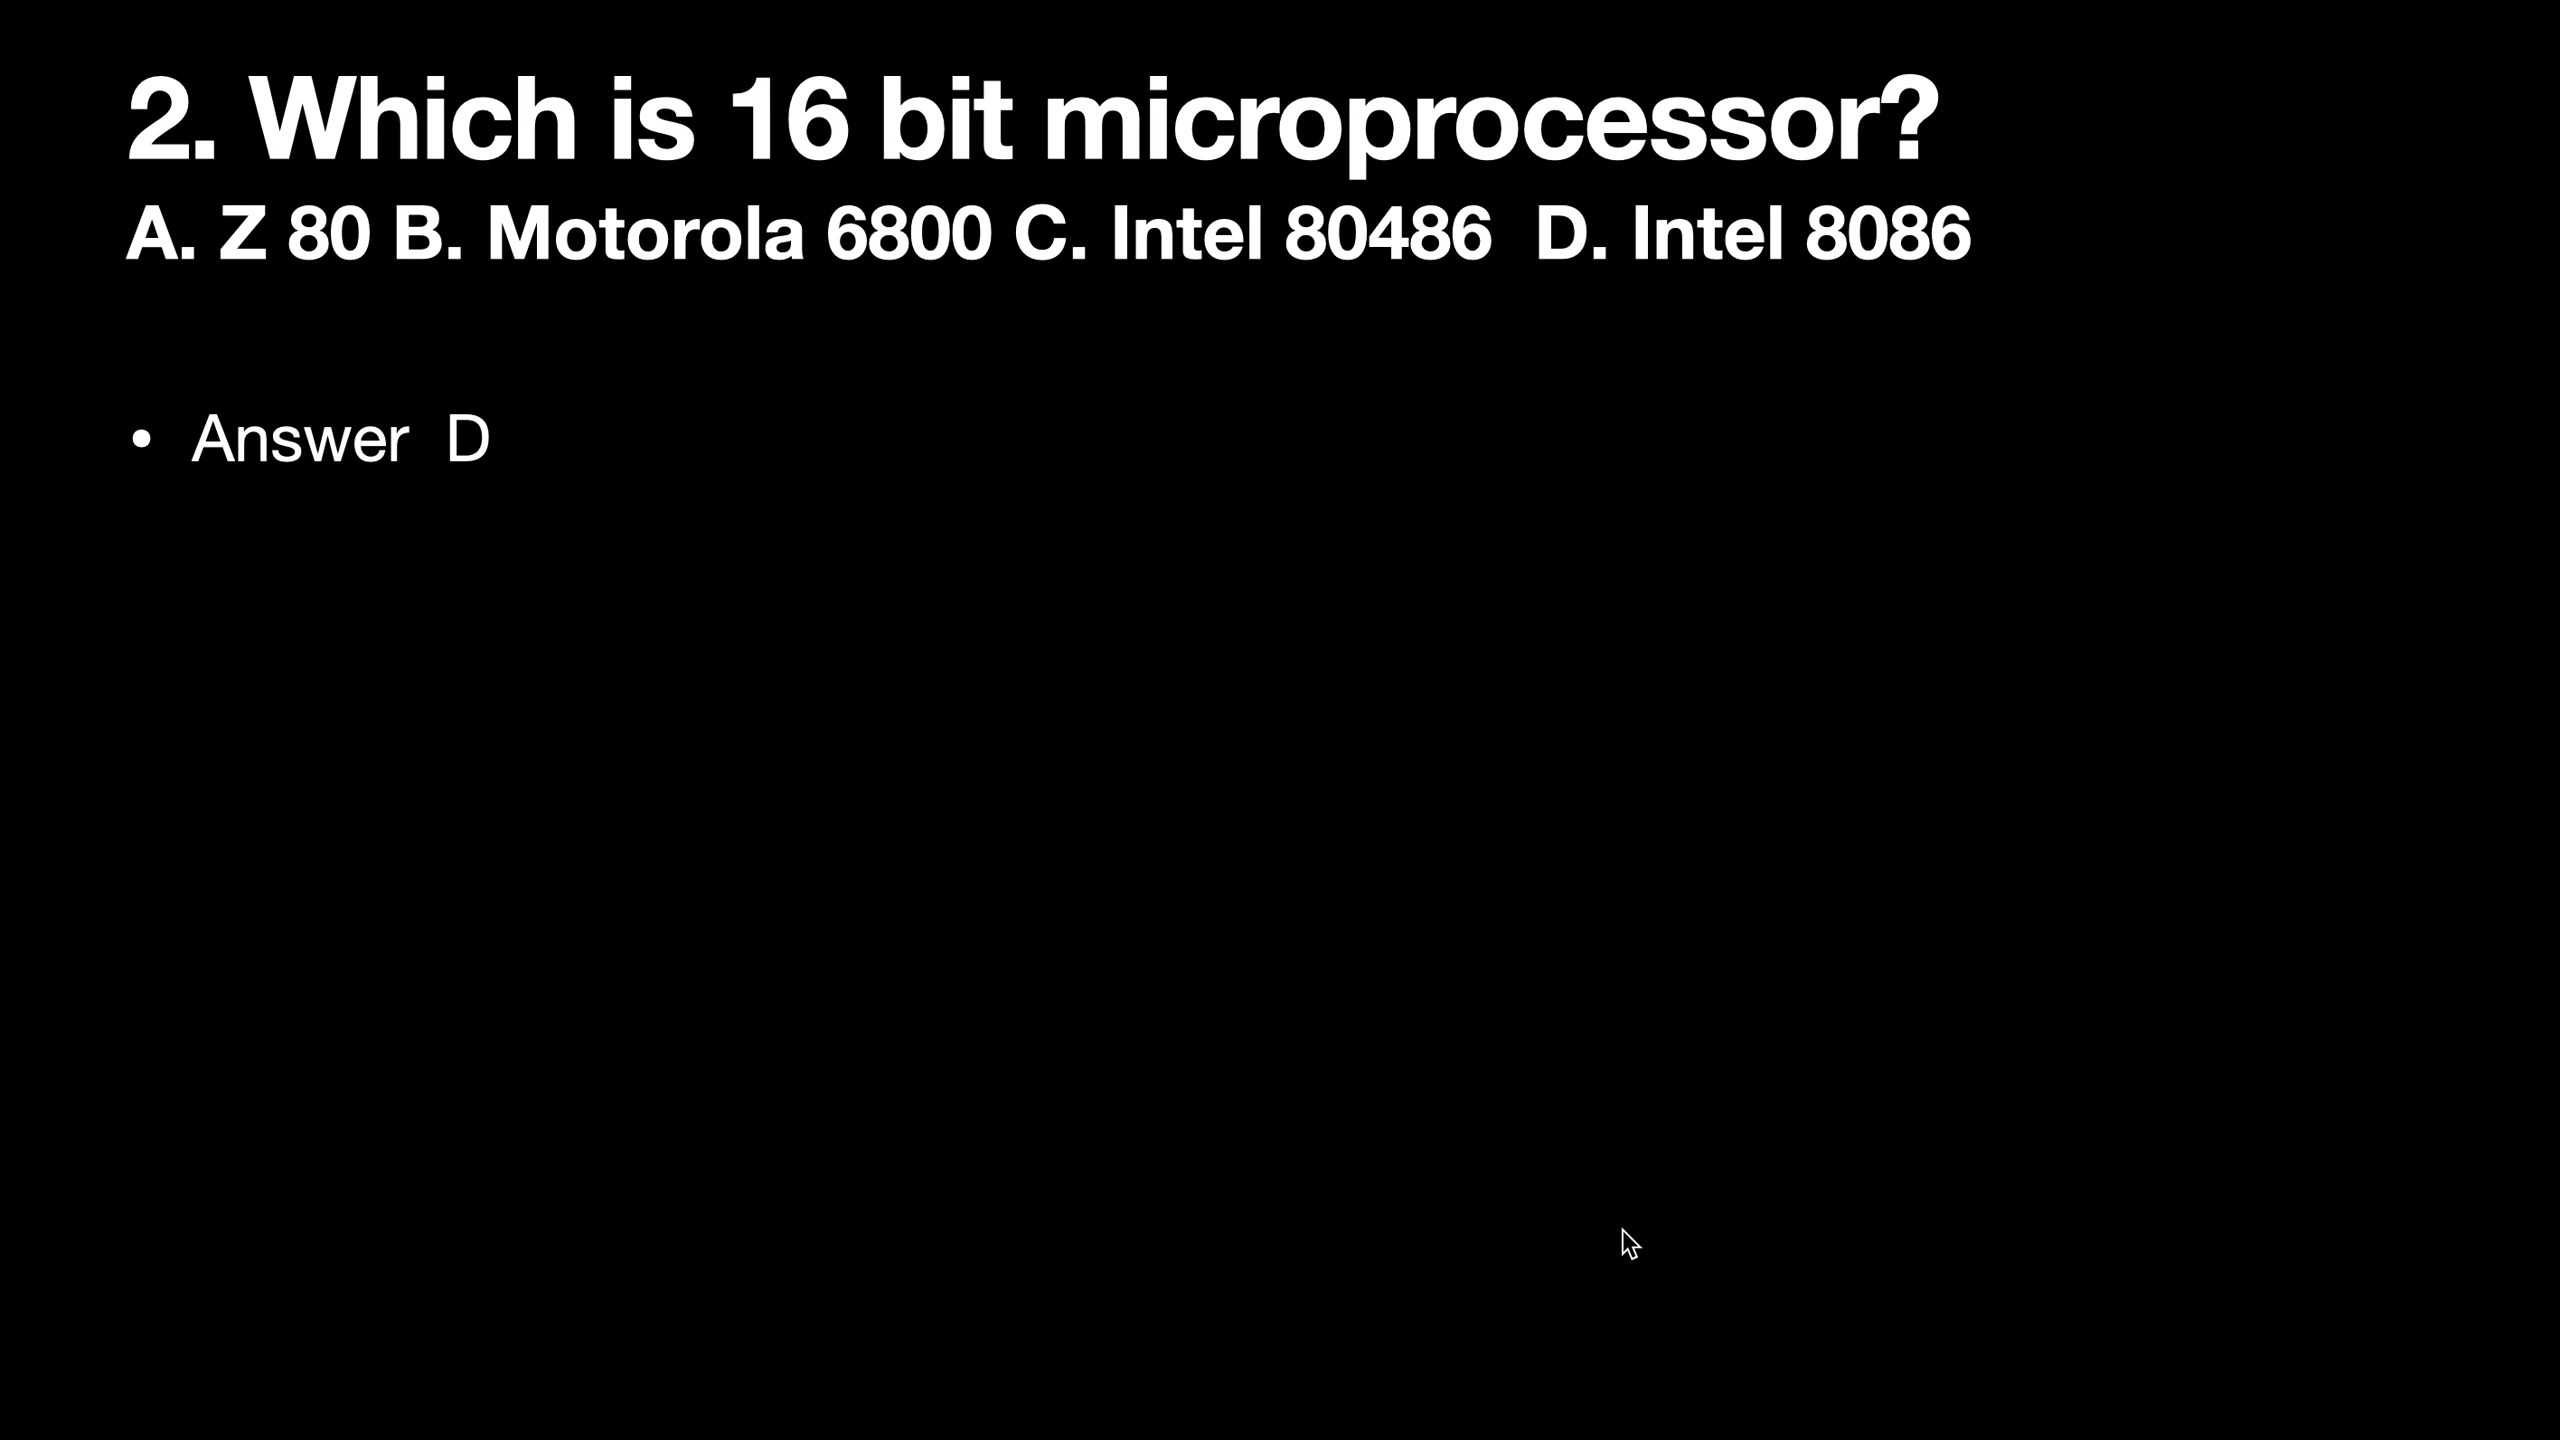 2. Which is 16 bit microprocessor?
A. Z 80 B. Motorola 6800 C. Intel 80486  D. Intel 8086
• Answer  D